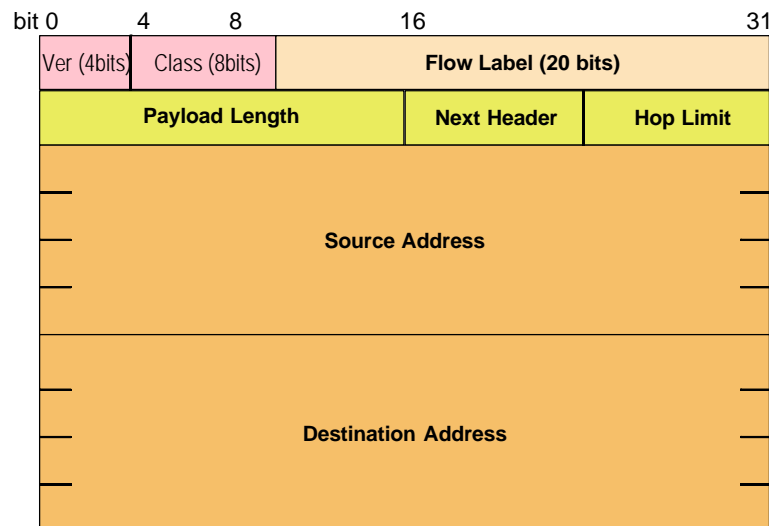 bit 0 4 8 16 31
Ver (4bits) Class (8bits) Flow Label (20 bits)
Payload Length Next Header Hop Limit
Source Address
Destination Address